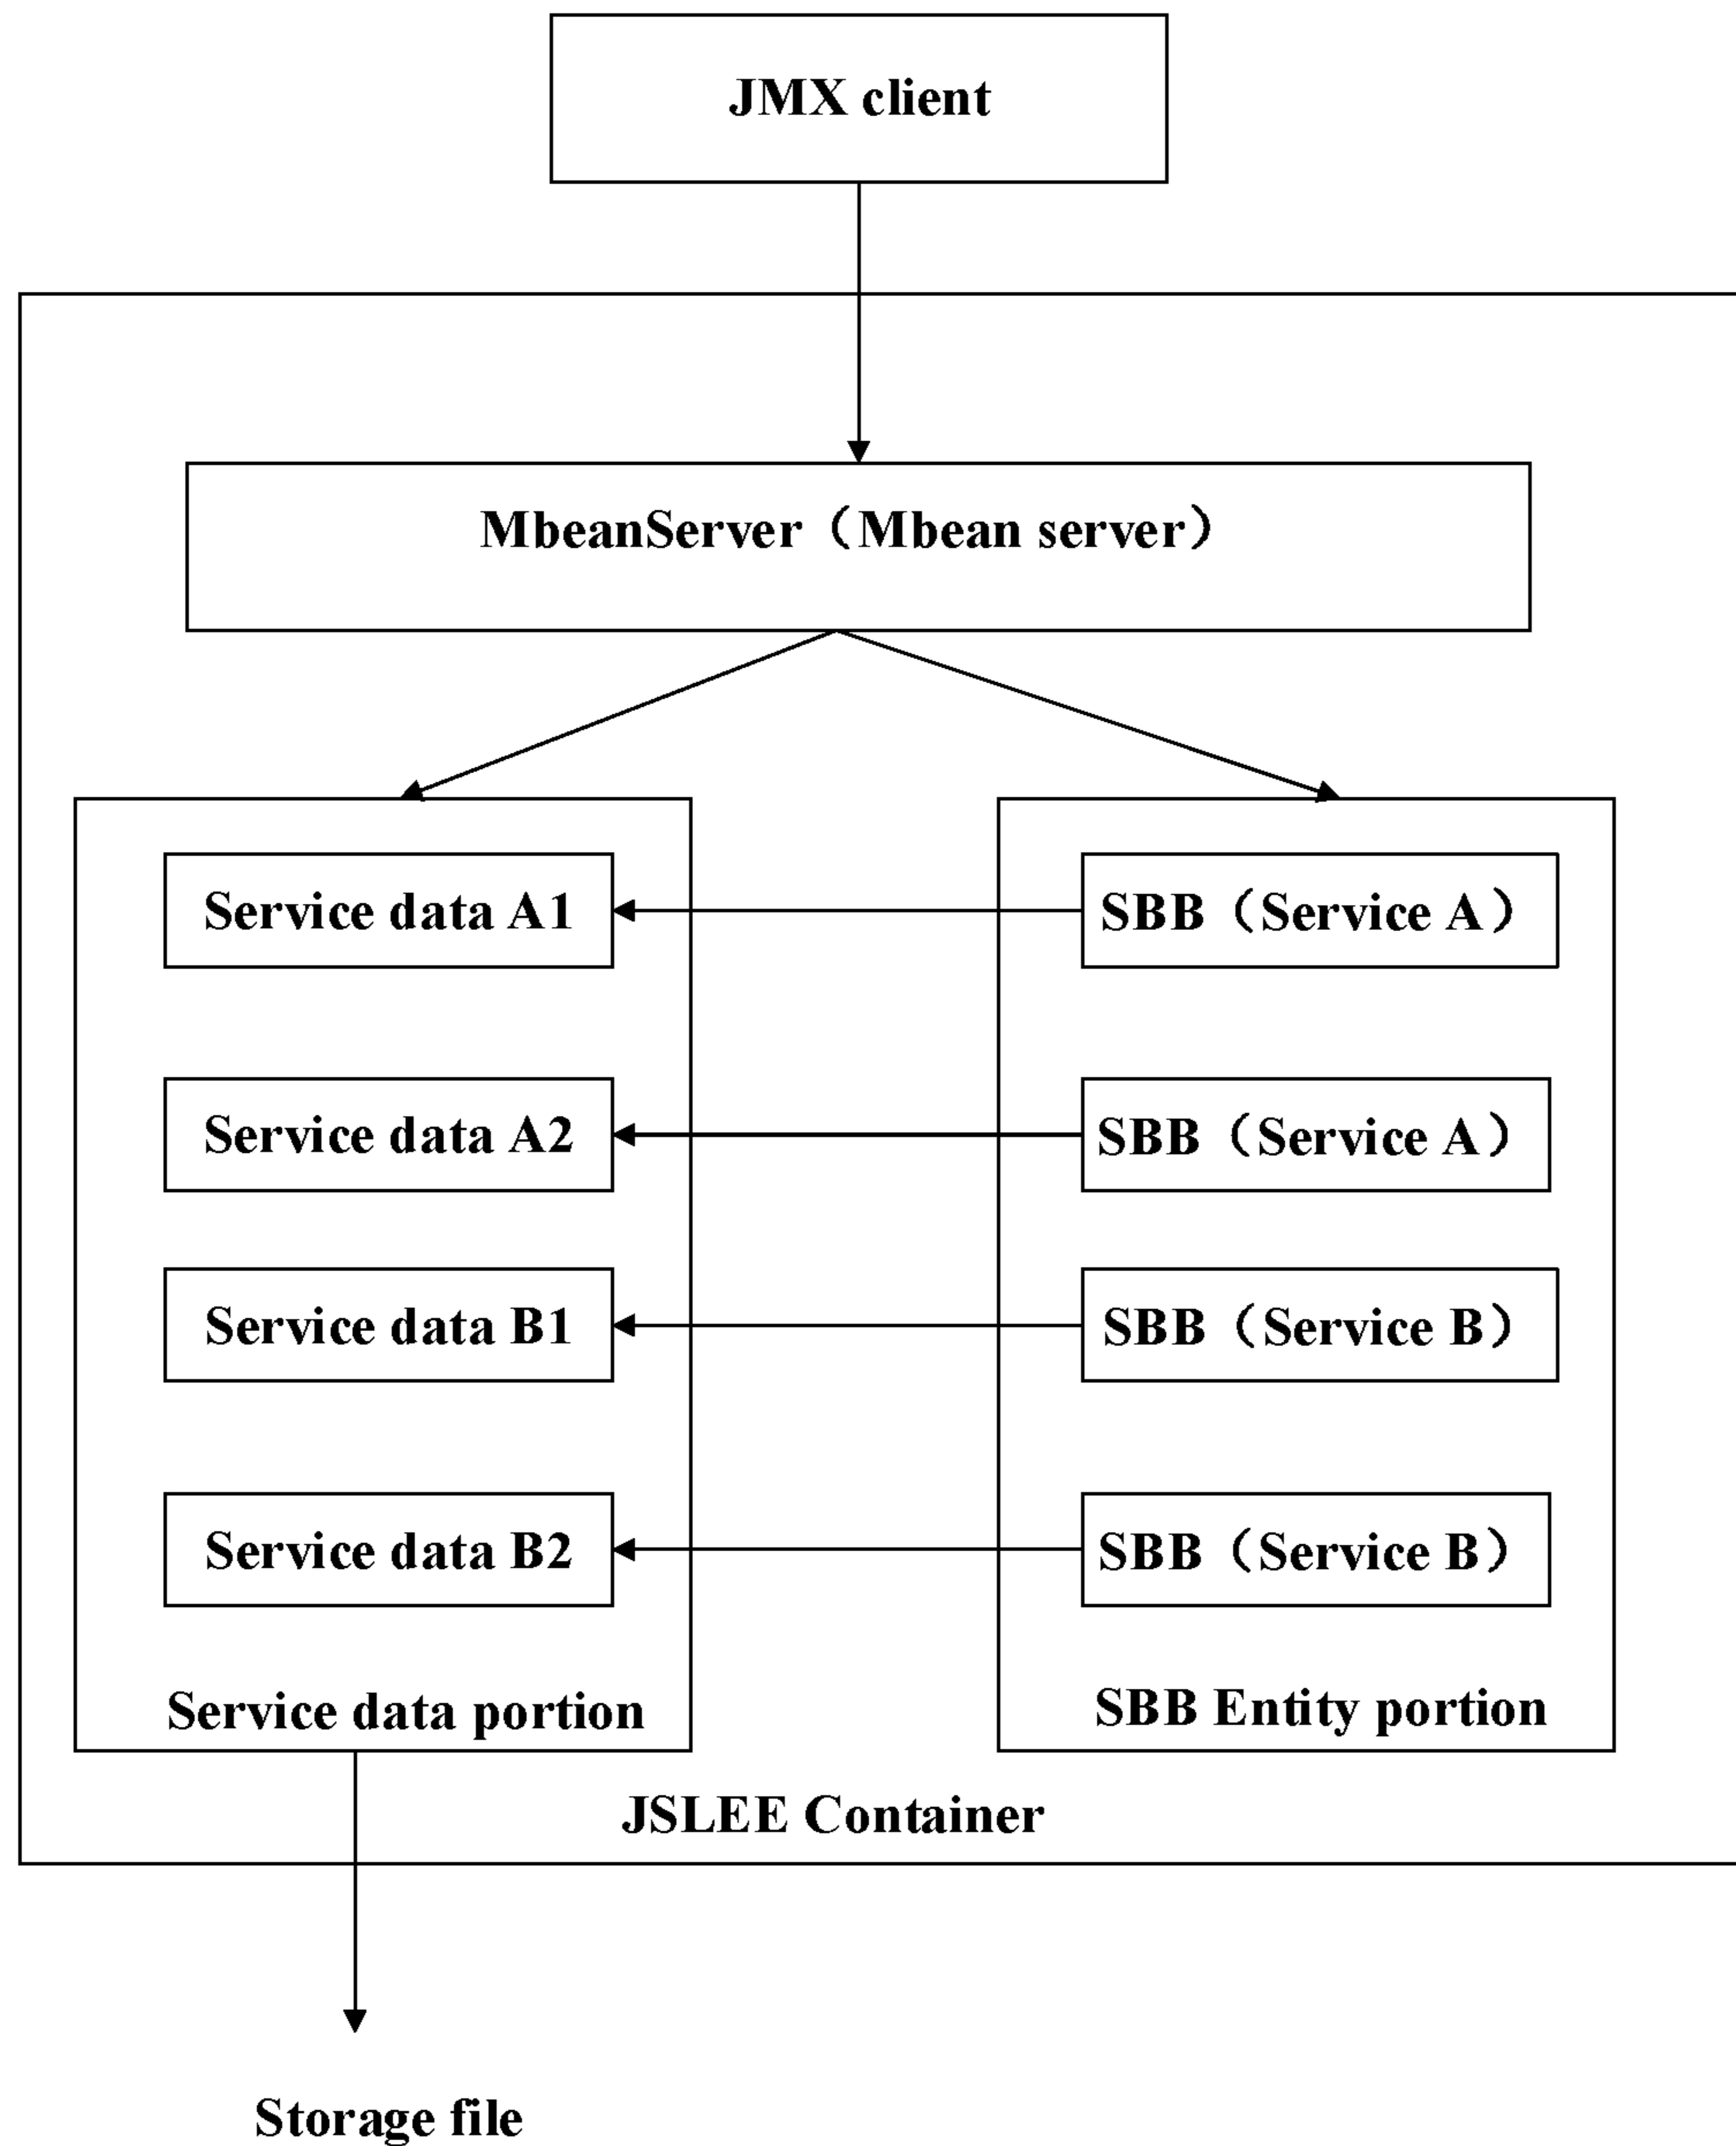 JMX client
MbeanServer（Mbean server）
Service data A1
SBB（Service A）
Service data A2
SBB（Service A）
Service data B1
SBB（Service B）
Service data B2
SBB（Service B）
Service data portion
SBB Entity portion
JSLEE Container
Storage file